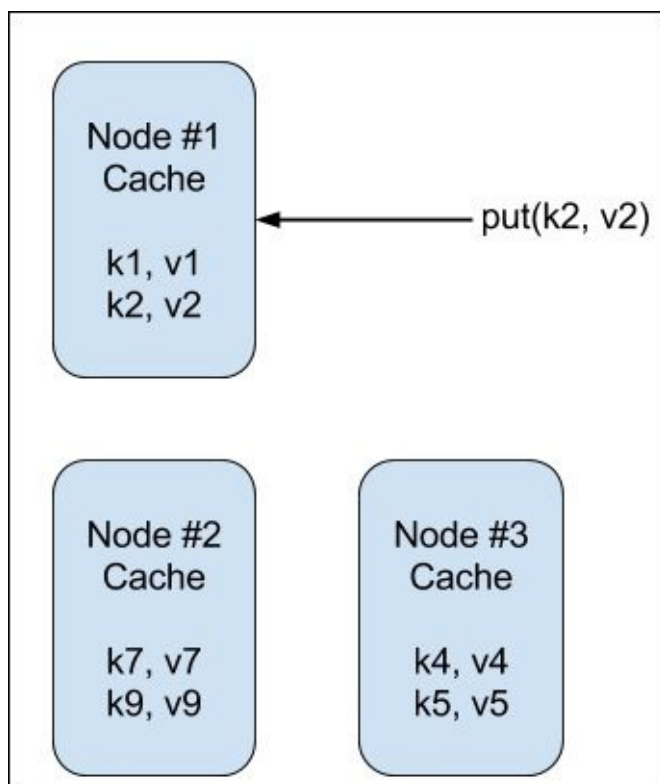 Node #1
Cache
k1, v1
k2, v2
put(k2, v2)
Node #2
Cache
k7, v7
k9, v9
Node #3
Cache
k4, v4
k5, v5